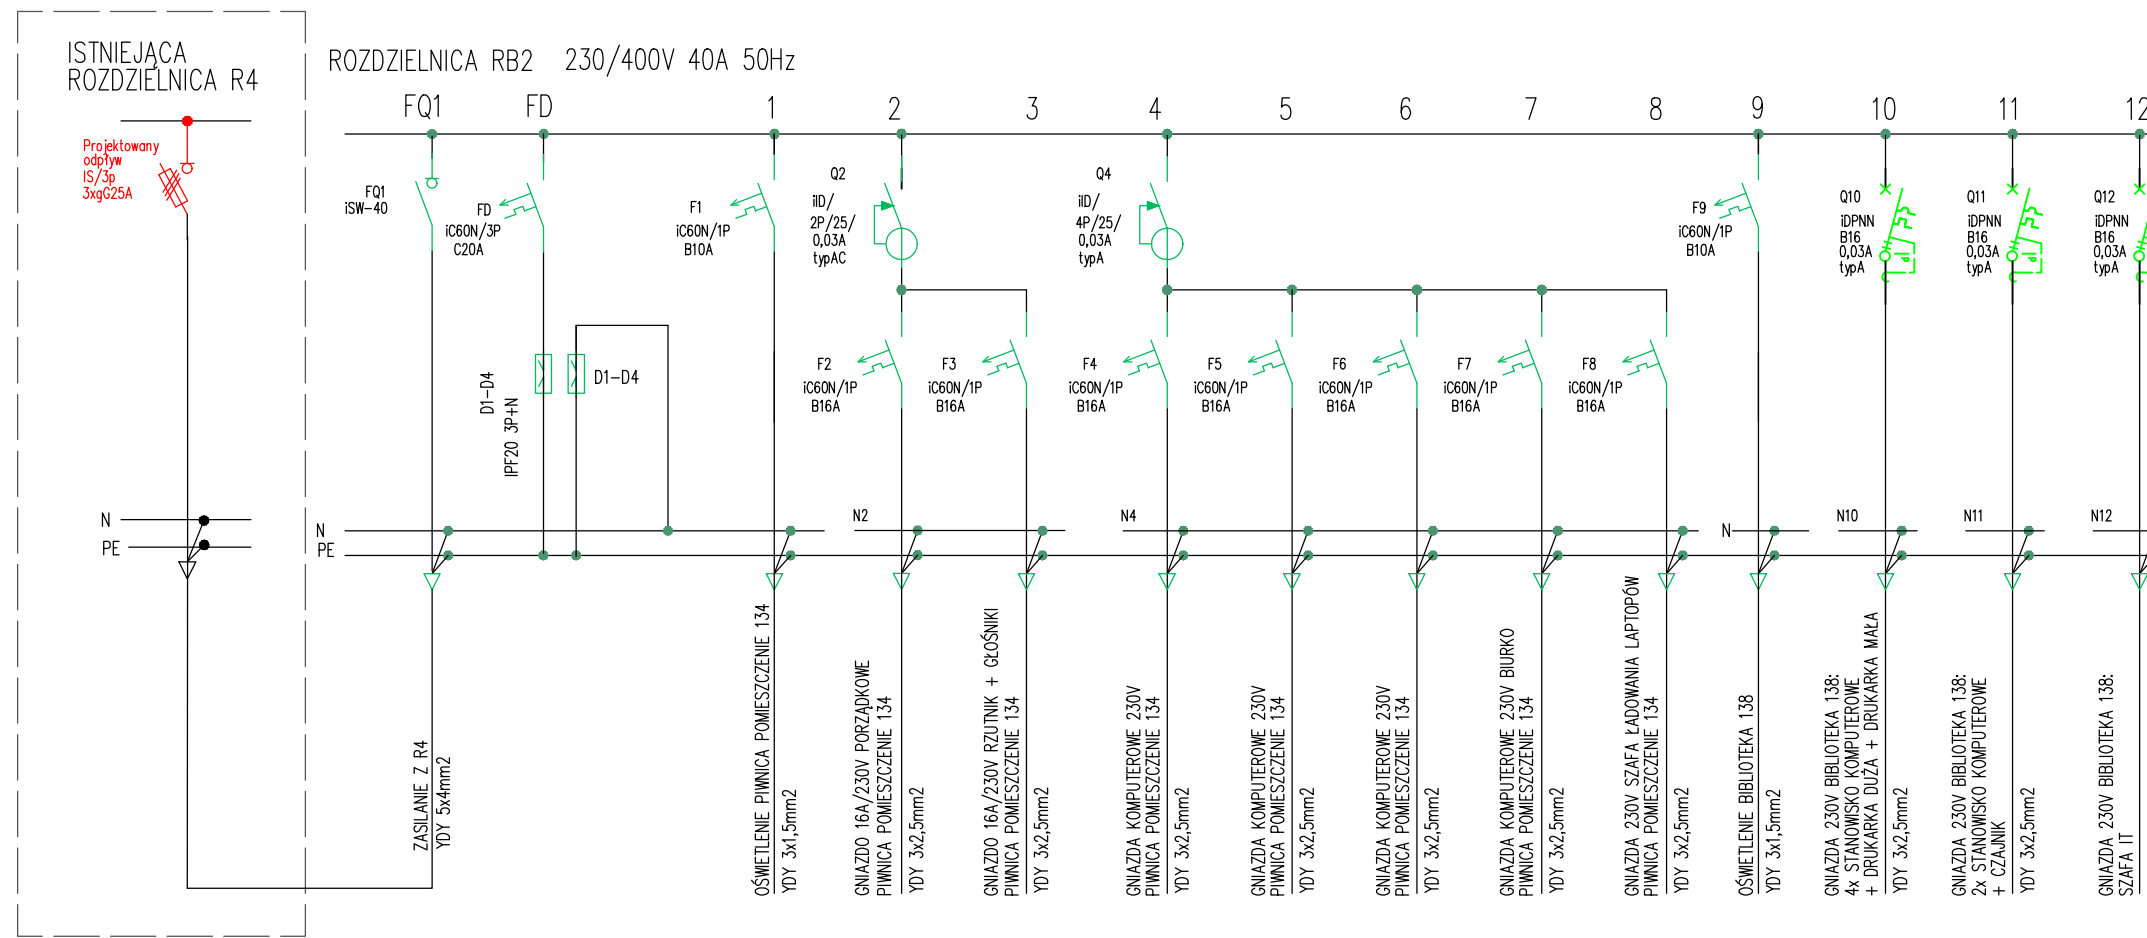 ISTNIEJĄCA
ROZDZIELNICA R4
ROZDZIELNICA RB2 230/400V 40A 50Hz
FQ1
FD
1
2
3
4
5
6
7
8
9
10
11
12
Projektowany
odpływ
IS/3p
3xgG25A
FQ1
iSW-40
FD
iC60N/3P
C20A
F1
iC60N/1P
B10A
Q2
iID/
2P/25/
0,03A
typAC
Q4
iID/
4P/25/
0,03A
typA
F9
iC60N/1P
B10A
Q10
iDPNN
B16
0,03A
typA
Q11
iDPNN
B16
0,03A
typA
Q12
iDPNN
B16
0,03A
typA
D1-D4
IPF20 3P+N
D1-D4
F2
iC60N/1P
B16A
F3
iC60N/1P
B16A
F4
iC60N/1P
B16A
F5
iC60N/1P
B16A
F6
iC60N/1P
B16A
F7
iC60N/1P
B16A
F8
iC60N/1P
B16A
N
PE
N
PE
N2
N4
N
N10
N11
N12
ZASILANIE Z R4
YDY 5x4mm2
OŚWIETLENIE PIWNICA POMIESZCZENIE 134
YDY 3x1,5mm2
GNIAZDO 16A/230V PORZĄDKOWE
PIWNICA POMIESZCZENIE 134
YDY 3x2,5mm2
GNIAZDO 16A/230V RZUTNIK + GŁOŚNIKI
PIWNICA POMIESZCZENIE 134
YDY 3x2,5mm2
GNIAZDA KOMPUTEROWE 230V
PIWNICA POMIESZCZENIE 134
YDY 3x2,5mm2
GNIAZDA KOMPUTEROWE 230V
PIWNICA POMIESZCZENIE 134
YDY 3x2,5mm2
GNIAZDA KOMPUTEROWE 230V
PIWNICA POMIESZCZENIE 134
YDY 3x2,5mm2
GNIAZDA KOMPUTEROWE 230V BIURKO
PIWNICA POMIESZCZENIE 134
YDY 3x2,5mm2
GNIAZDA 230V SZAFA ŁADOWANIA LAPTOPÓW
PIWNICA POMIESZCZENIE 134
YDY 3x2,5mm2
OŚWIETLENIE BIBLIOTEKA 138
YDY 3x1,5mm2
GNIAZDA 230V BIBLIOTEKA 138:
4x STANOWISKO KOMPUTEROWE
+ DRUKARKA DUŻA + DRUKARKA MAŁA
YDY 3x2,5mm2
GNIAZDA 230V BIBLIOTEKA 138:
2x STANOWISKO KOMPUTEROWE
+ CZAJNIK
YDY 3x2,5mm2
GNIAZDA 230V BIBLIOTEKA 138:
SZAFA IT